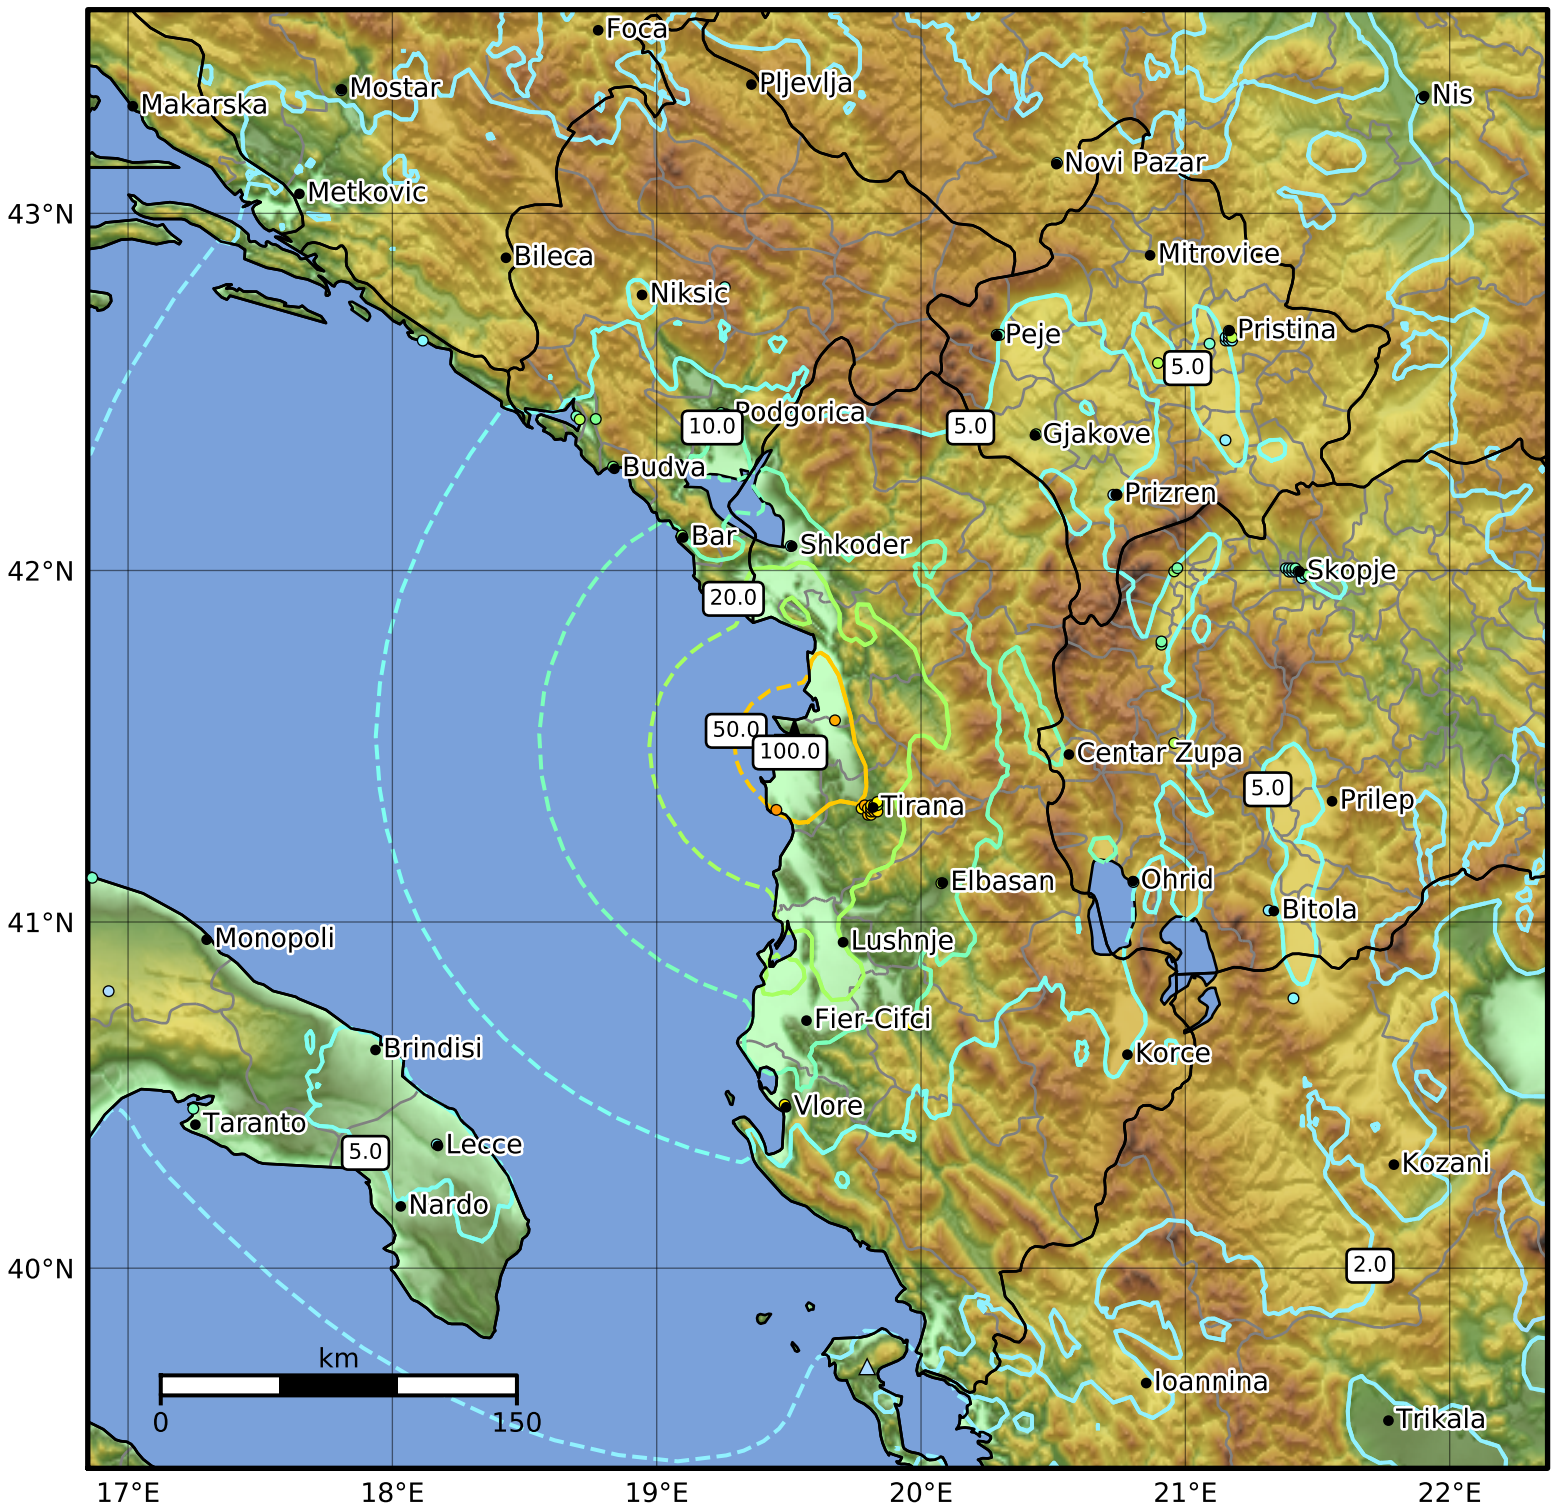 Foca
Pljevlja
Mostar
Nis
Makarska
Novi Pazar
Metkovic
43°N
Mitrovice
Bileca
Niksic
Pristina
Peje
5.0
Podgorica
10.0
5.0
Gjakove
Budva
Prizren
Bar
Shkoder
42°N
Skopje
20.0
50.0
100.0
Centar Zupa
5.0
Prilep
Tirana
Elbasan
Ohrid
Bitola
41°N
Monopoli
Lushnje
Fier-Cifci
Brindisi
Korce
Vlore
Taranto
Lecce
5.0
Kozani
Nardo
40°N
2.0
km
0
150
Ioannina
Trikala
17°E
18°E
19°E
20°E
21°E
22°E